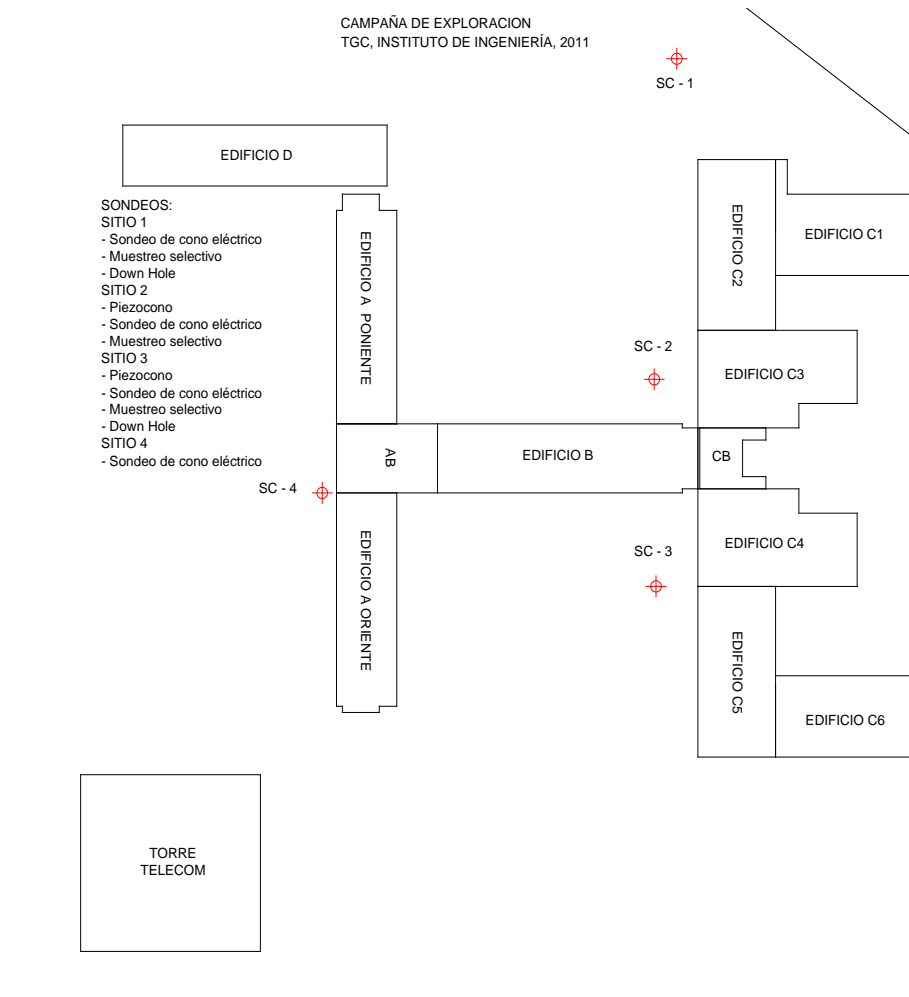 CAMPAÑA DE EXPLORACION
TGC, INSTITUTO DE INGENIERÍA, 2011
SC - 1
EDIFICIO D
SONDEOS:
SITIO 1
- Sondeo de cono eléctrico
- Muestreo selectivo
- Down Hole
SITIO 2
- Piezocono
- Sondeo de cono eléctrico
- Muestreo selectivo
SITIO 3
- Piezocono
- Sondeo de cono eléctrico
- Muestreo selectivo
- Down Hole
SITIO 4
- Sondeo de cono eléctrico
EDIFICIO A PONIENTE
EDIFICIO C2
EDIFICIO C1
SC - 2
EDIFICIO C3
AB
EDIFICIO B
CB
SC - 4
EDIFICIO A ORIENTE
SC - 3
EDIFICIO C4
EDIFICIO C5
EDIFICIO C6
TORRE
TELECOM